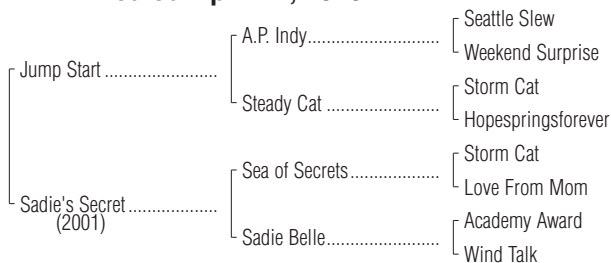 Jump Start
Sadie's Secret
(2001)
A.P. Indy
Steady Cat
Sea of Secrets
Sadie Belle
Seattle Slew
Weekend Surprise
Storm Cat
Hopespringsforever
Storm Cat
Love From Mom
Academy Award
Wind Talk